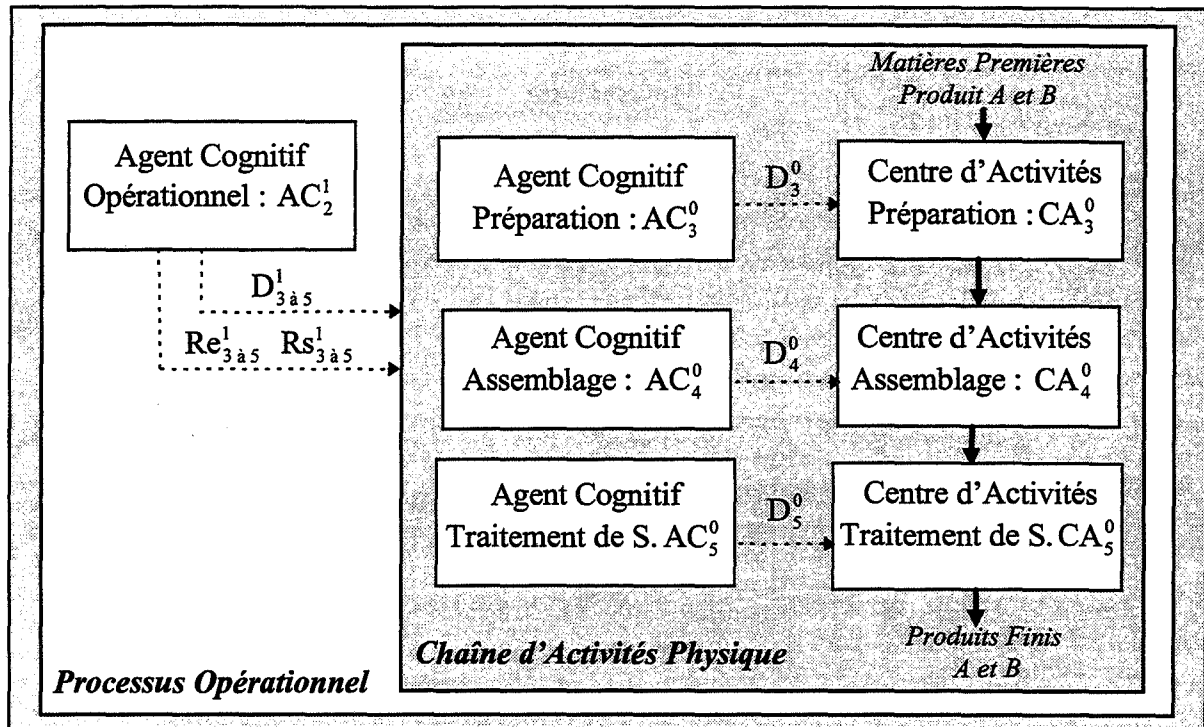 Matières Premières
Produit A et B
Agent Cognitif
Opérationnel : AC₂¹
Agent Cognitif
Préparation : AC₃⁰
D₃⁰
Centre d'Activités
Préparation : CA₃⁰
D¹₃ à ₅
Re¹₃ à ₅ Rs¹₃ à ₅
Agent Cognitif
Assemblage : AC₄⁰
D₄⁰
Centre d'Activités
Assemblage : CA₄⁰
Agent Cognitif
Traitement de S. AC₅⁰
D₅⁰
Centre d'Activités
Traitement de S. CA₅⁰
Produits Finis
A et B
Chaîne d'Activités Physique
Processus Opérationnel